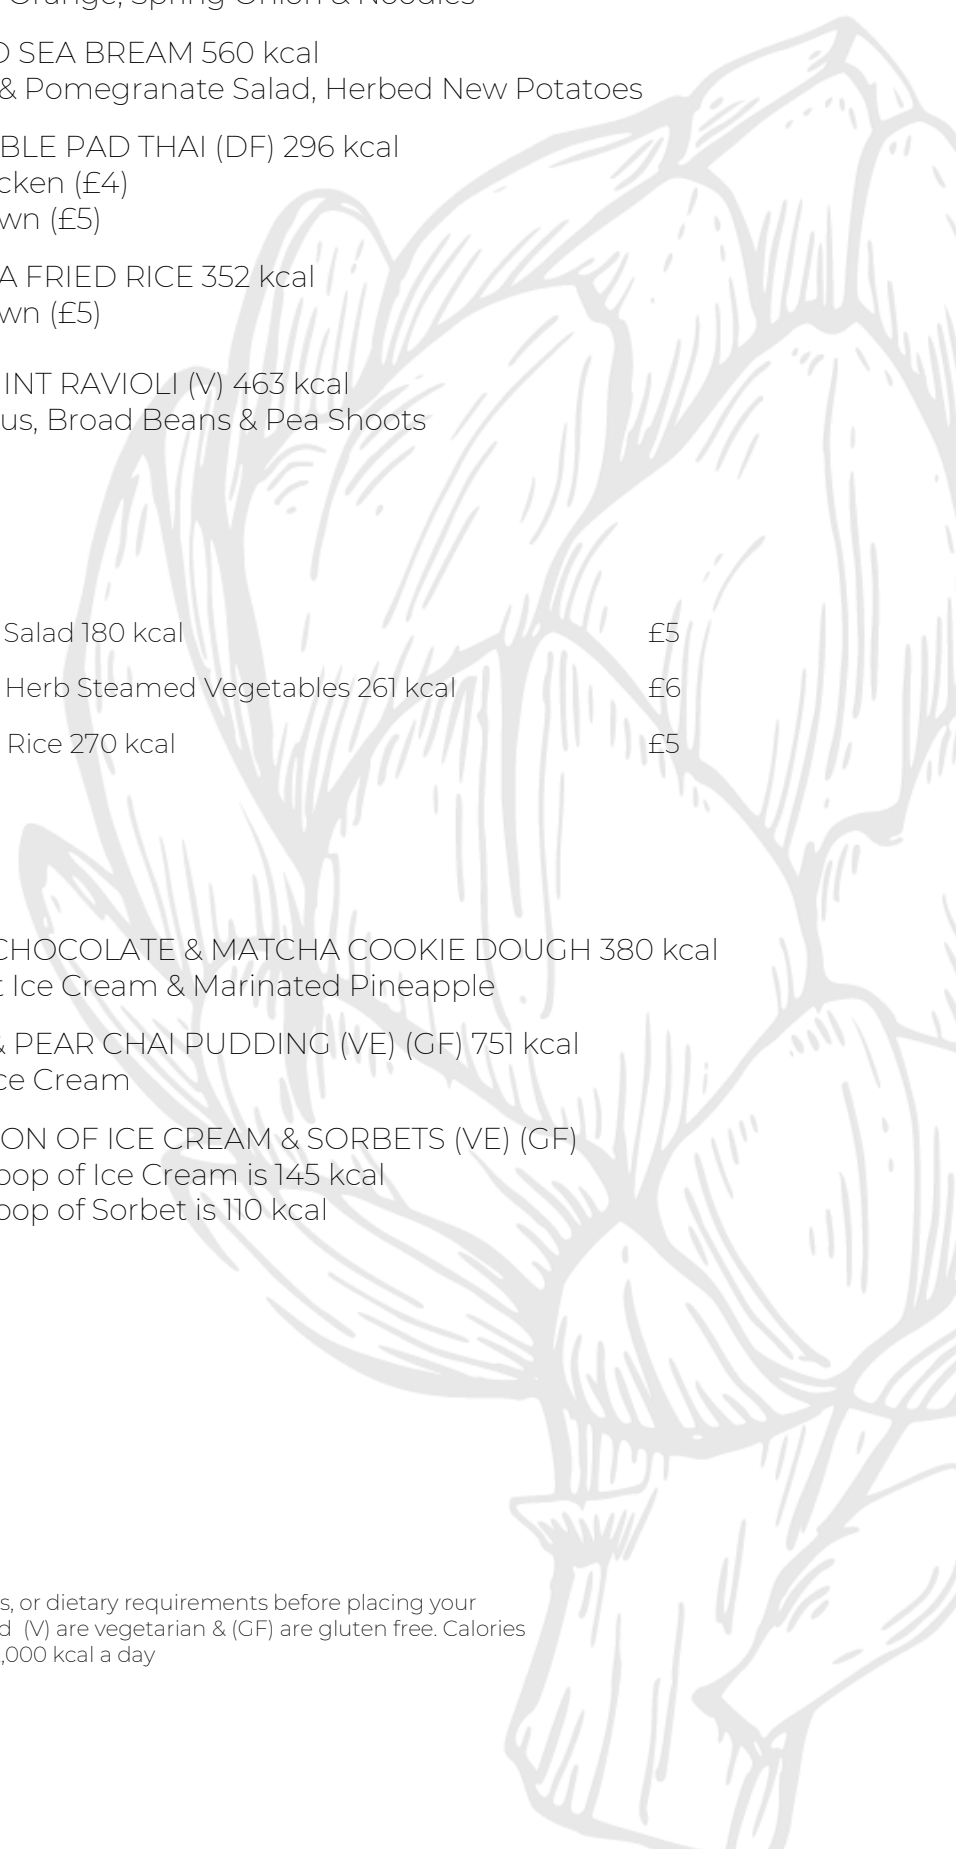 Orange, Spring Onion & Noodles
SEA BREAM 560 kcal
& Pomegranate Salad, Herbed New Potatoes
BLE PAD THAI (DF) 296 kcal
cken (£4)
wn (£5)
A FRIED RICE 352 kcal
wn (£5)
INT RAVIOLI (V) 463 kcal
us, Broad Beans & Pea Shoots
Salad 180 kcal £5
Herb Steamed Vegetables 261 kcal £6
Rice 270 kcal £5
CHOCOLATE & MATCHA COOKIE DOUGH 380 kcal
t Ice Cream & Marinated Pineapple
& PEAR CHAI PUDDING (VE) (GF) 751 kcal
ce Cream
ON OF ICE CREAM & SORBETS (VE) (GF)
oop of Ice Cream is 145 kcal
oop of Sorbet is 110 kcal
s, or dietary requirements before placing your
d (V) are vegetarian & (GF) are gluten free. Calories
,000 kcal a day